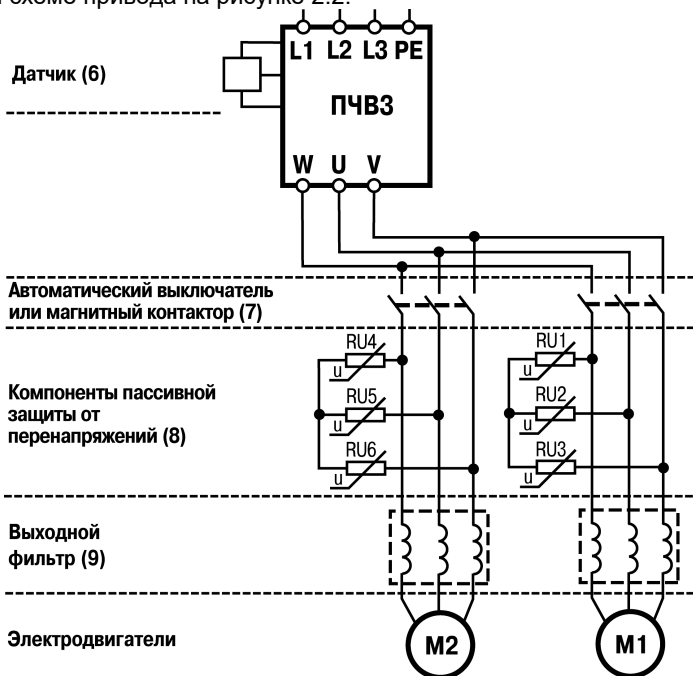 схеме привода на рисунке 2.2.
L1 L2 L3 PE
Датчик (6)
ПЧВ3
W U V
Автоматический выключатель
или магнитный контактор (7)
RU4
u
RU1
u
Компоненты пассивной
защиты от
перенапряжений (8)
RU5
u
RU2
u
RU6
u
RU3
u
Выходной
фильтр (9)
Электродвигатели
M2
M1